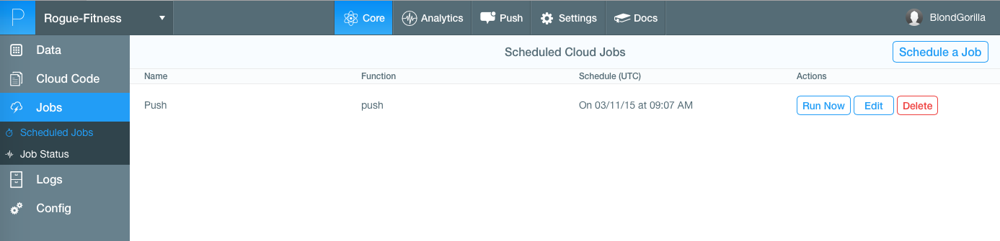 P Rogue-Fitness Core Analytics Push Settings Docs BlondGorilla
Data
Cloud Code
Jobs
Scheduled Jobs
Job Status
Logs
Config
Scheduled Cloud Jobs Schedule a Job
Name Function Schedule (UTC) Actions
Push push On 03/11/15 at 09:07 AM Run Now Edit Delete